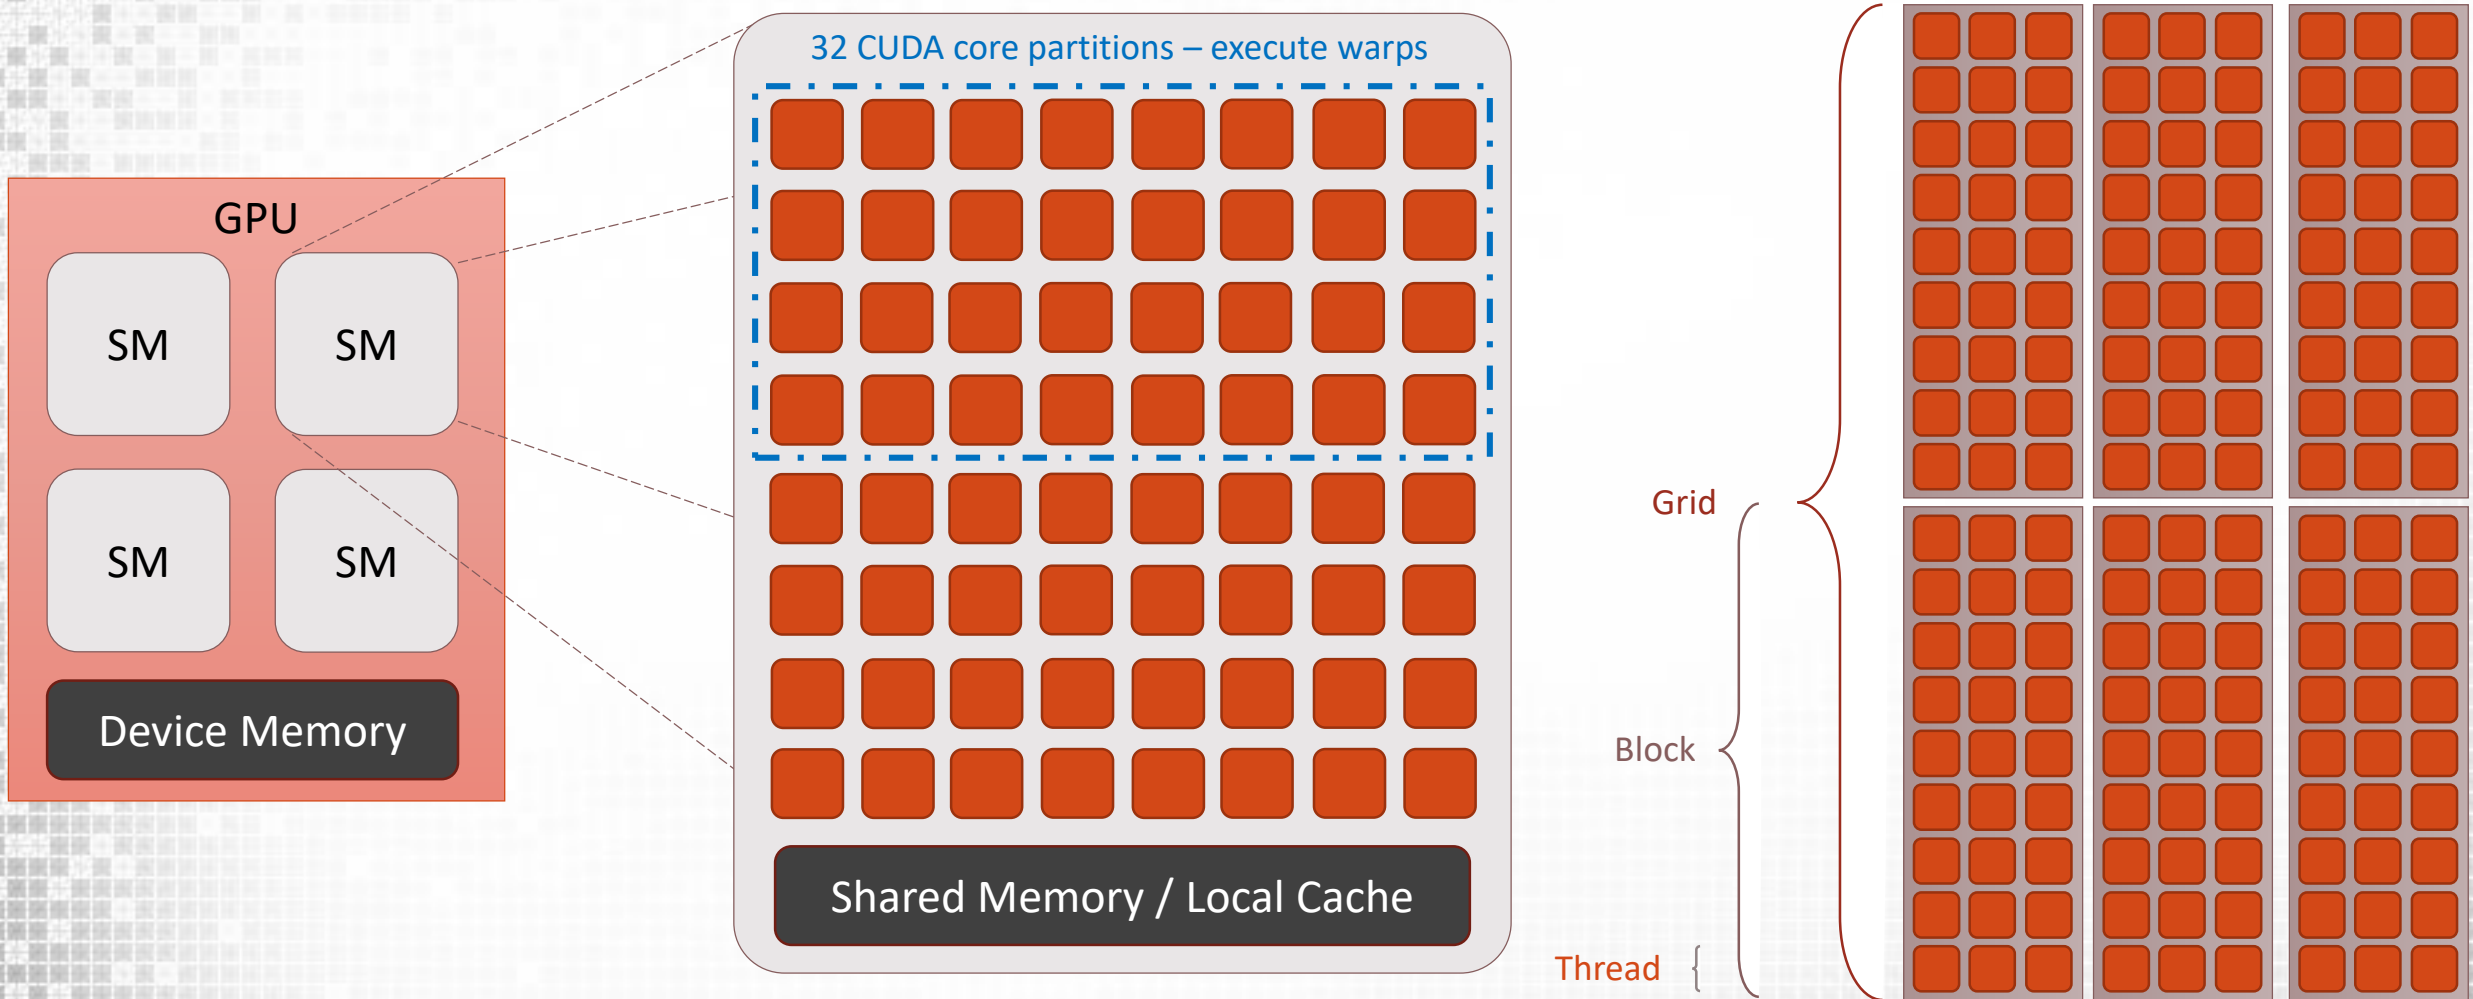 GPU
SM
SM
SM
SM
Device Memory
32 CUDA core partitions – execute warps
Shared Memory / Local Cache
Grid
Block
Thread